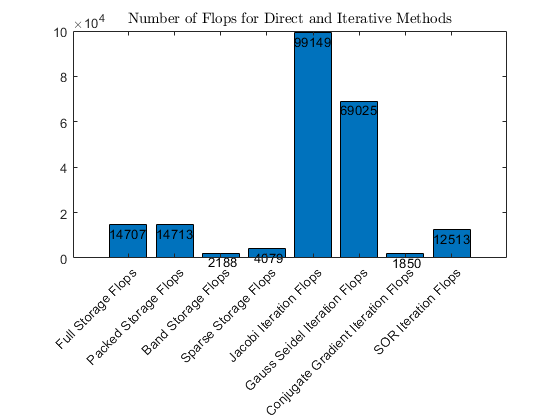 Number of Flops for Direct and Iterative Methods
×10⁴
10
8
6
4
2
0
14707
14713
2188
4079
99149
69025
1850
12513
Full Storage Flops
Packed Storage Flops
Band Storage Flops
Sparse Storage Flops
Jacobi Iteration Flops
Gauss Seidel Iteration Flops
Conjugate Gradient Iteration Flops
SOR Iteration Flops